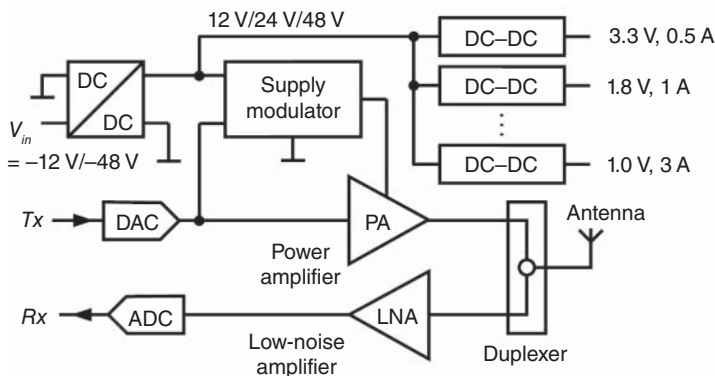 12 V/24 V/48 V
DC–DC
3.3 V, 0.5 A
DC
DC
Supply
modulator
DC–DC
1.8 V, 1 A
Vin
= –12 V/–48 V
DC–DC
1.0 V, 3 A
Tx
DAC
PA
Antenna
Power
amplifier
Rx
ADC
LNA
Low-noise
amplifier
Duplexer